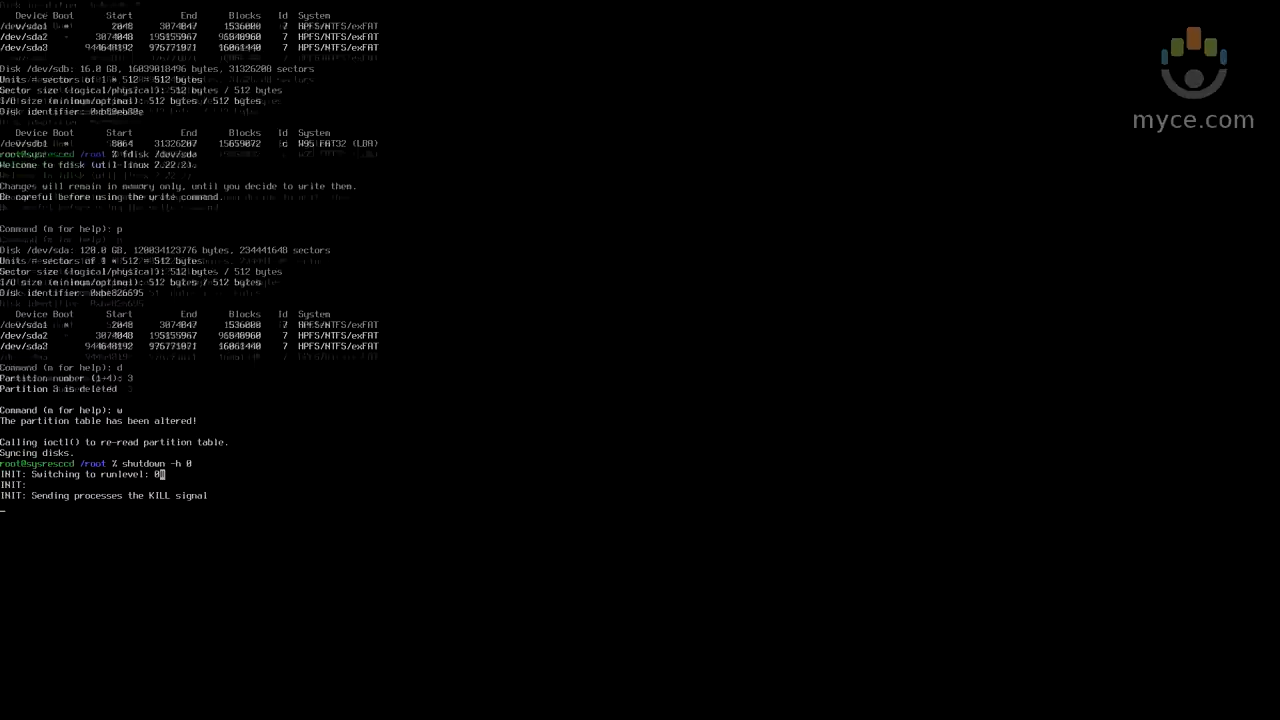 Device Boot Start End Blocks Id System
/dev/sda1 * 2048 3074047 1536000 7 HPFS/NTFS/exFAT
/dev/sda2 3074048 195155967 96040960 7 HPFS/NTFS/exFAT
/dev/sda3 944648192 976771071 16061440 7 HPFS/NTFS/exFAT
Disk /dev/sdb: 16.0 GB, 16039018496 bytes, 31326208 sectors
Units = sectors of 1 * 512 = 512 bytes
Sector size (logical/physical): 512 bytes / 512 bytes
I/O size (minimum/optimal): 512 bytes / 512 bytes
Disk identifier:
Device Boot Start End Blocks Id System
/dev/sdb1 8064 31326207 15659072 c W95 FAT32 (LBA)
root@sysresccd /root % fdisk /dev/sda
Welcome to fdisk (util-linux 2.22.2).
Changes will remain in memory only, until you decide to write them.
Be careful before using the write command.
Command (m for help): p
Disk /dev/sda: 120.0 GB, 120034123776 bytes, 234441648 sectors
Units = sectors of 1 * 512 = 512 bytes
Sector size (logical/physical): 512 bytes / 512 bytes
I/O size (minimum/optimal): 512 bytes / 512 bytes
Disk identifier: 0xbe826695
Device Boot Start End Blocks Id System
/dev/sda1 * 2048 3074047 1536000 7 HPFS/NTFS/exFAT
/dev/sda2 3074048 195155967 96040960 7 HPFS/NTFS/exFAT
/dev/sda3 944648192 976771071 16061440 7 HPFS/NTFS/exFAT
Command (m for help): d
Partition number (1-4): 3
Partition 3 is deleted
Command (m for help): w
The partition table has been altered!
Calling ioctl() to re-read partition table.
Syncing disks.
root@sysresccd /root % shutdown -h 0
INIT: Switching to runlevel: 0
INIT:
INIT: Sending processes the KILL signal
myce.com